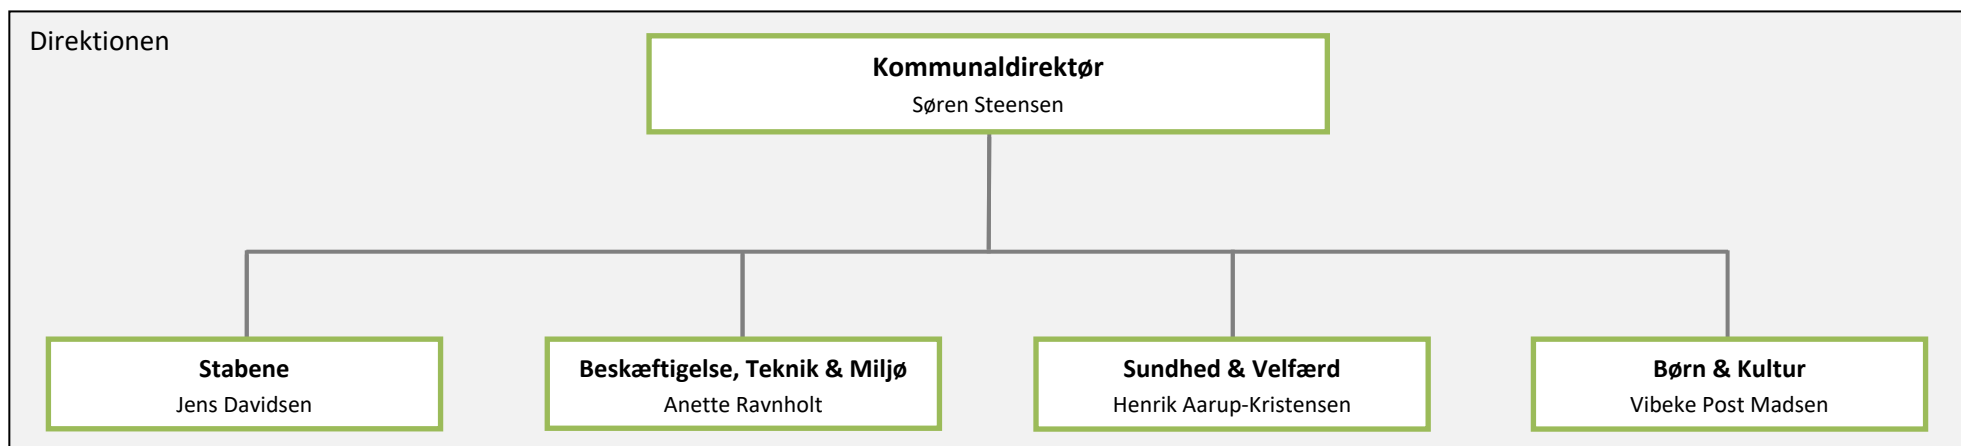 Direktionen
Kommunaldirektør
Søren Steensen
Stabene
Jens Davidsen
Beskæftigelse, Teknik & Miljø
Anette Ravnholt
Sundhed & Velfærd
Henrik Aarup-Kristensen
Børn & Kultur
Vibeke Post Madsen